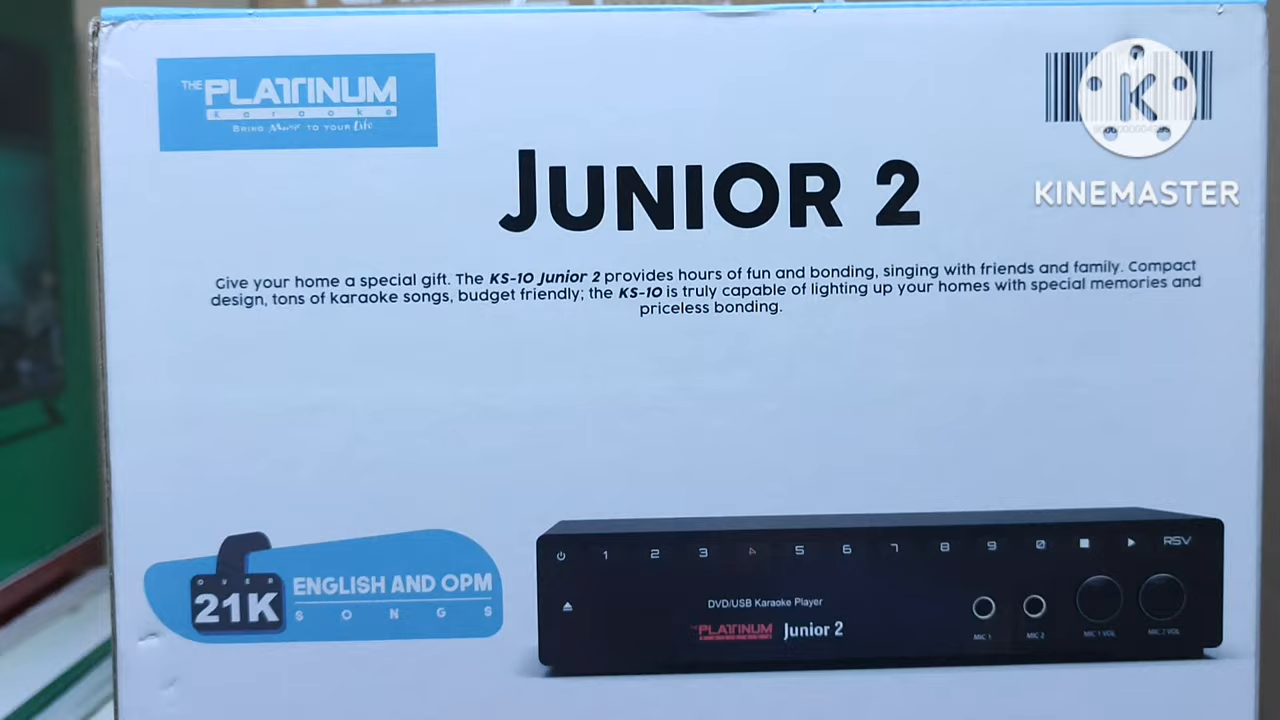 THE PLATINUM
Karaoke
BRING Music TO YOUR Life
KINEMASTER
JUNIOR 2
Give your home a special gift. The KS-10 Junior 2 provides hours of fun and bonding, singing with friends and family. Compact
design, tons of karaoke songs, budget friendly; the KS-10 is truly capable of lighting up your homes with special memories and
priceless bonding.
OVER
21K
ENGLISH AND OPM
SONGS
1 2 3 4 5 6 7 8 9 0 RSV
DVD/USB Karaoke Player
THE PLATINUM
KARAOKE
Junior 2
MIC 1 MIC 2 MIC 1 VOL MIC 2 VOL